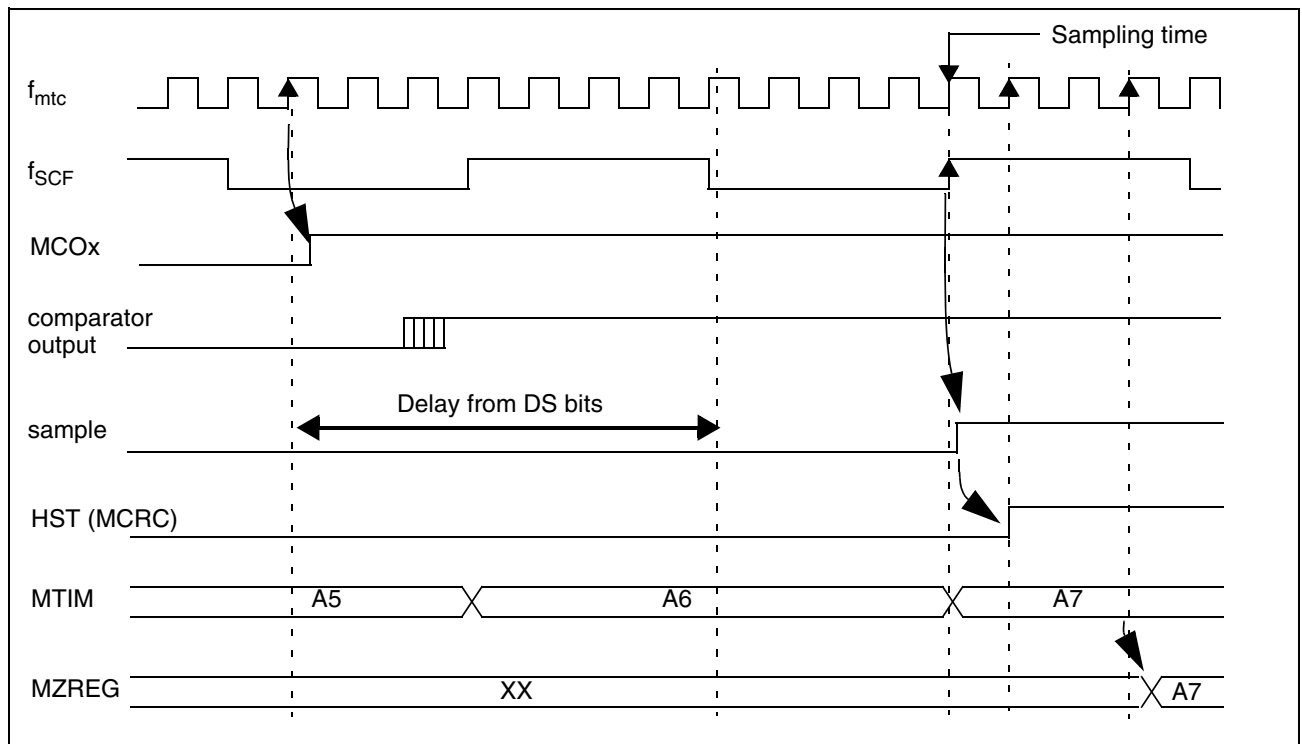 Sampling time
fmtc
fSCF
MCOx
comparator
output
Delay from DS bits
sample
HST (MCRC)
MTIM
A5
A6
A7
MZREG
XX
A7